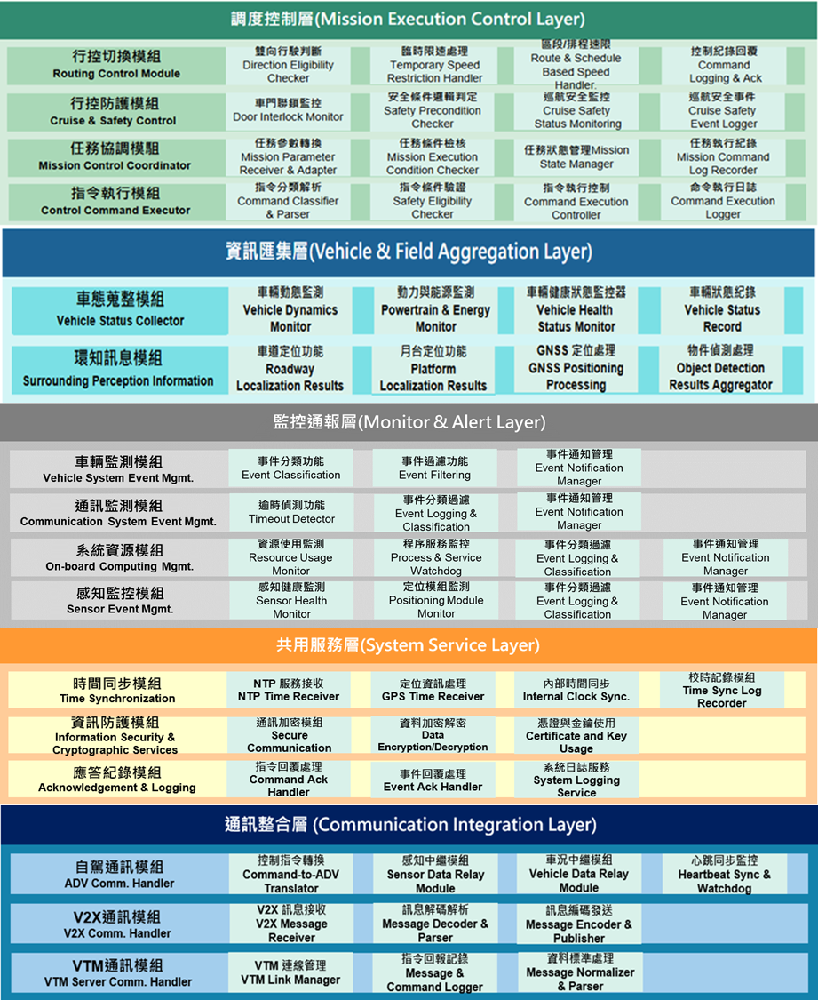 調度控制層(Mission Execution Control Layer)
行控切換模組
Routing Control Module
雙向行駛判斷
Direction Eligibility
Checker
臨時限速處理
Temporary Speed
Restriction Handler
區段/排程速限
Route & Schedule
Based Speed
Handler.
控制紀錄回覆
Command
Logging & Ack
行控防護模組
Cruise & Safety Control
車門聯鎖監控
Door Interlock Monitor
安全條件邏輯判定
Safety Precondition
Checker
巡航安全監控
Cruise Safety
Status Monitoring
巡航安全事件
Cruise Safety
Event Logger
任務協調模駔
Mission Control Coordinator
任務參數轉換
Mission Parameter
Receiver & Adapter
任務條件檢核
Mission Execution
Condition Checker
任務狀態管理Mission
State Manager
任務執行紀錄
Mission Command
Log Recorder
指令執行模組
Control Command Executor
指令分類解析
Command Classifier
& Parser
指令條件驗證
Safety Eligibility
Checker
指令執行控制
Command Execution
Controller
命令執行日誌
Command Execution
Logger
資訊匯集層(Vehicle & Field Aggregation Layer)
車態蒐整模組
Vehicle Status Collector
車輛動態監測
Vehicle Dynamics
Monitor
動力與能源監測
Powertrain & Energy
Monitor
車輛健康狀態監控器
Vehicle Health
Status Monitor
車輛狀態紀錄
Vehicle Status
Record
環知訊息模組
Surrounding Perception Information
車道定位功能
Roadway
Localization Results
月台定位功能
Platform
Localization Results
GNSS 定位處理
GNSS Positioning
Processing
物件偵測處理
Object Detection
Results Aggregator
監控通報層(Monitor & Alert Layer)
車輛監測模組
Vehicle System Event Mgmt.
事件分類功能
Event Classification
事件過濾功能
Event Filtering
事件通知管理
Event Notification
Manager
通訊監測模組
Communication System Event Mgmt.
逾時偵測功能
Timeout Detector
事件分類過濾
Event Logging &
Classification
事件通知管理
Event Notification
Manager
系統資源模組
On-board Computing Mgmt.
資源使用監測
Resource Usage
Monitor
程序服務監控
Process & Service
Watchdog
事件分類過濾
Event Logging &
Classification
事件通知管理
Event Notification
Manager
感知監控模組
Sensor Event Mgmt.
感知健康監測
Sensor Health
Monitor
定位模組監測
Positioning Module
Monitor
事件分類過濾
Event Logging &
Classification
事件通知管理
Event Notification
Manager
共用服務層(System Service Layer)
時間同步模組
Time Synchronization
NTP 服務接收
NTP Time Receiver
定位資訊處理
GPS Time Receiver
內部時間同步
Internal Clock Sync.
校時記錄模組
Time Sync Log
Recorder
資訊防護模組
Information Security &
Cryptographic Services
通訊加密模組
Secure
Communication
資料加密解密
Data
Encryption/Decryption
憑證與金鑰使用
Certificate and Key
Usage
應答紀錄模組
Acknowledgement & Logging
指令回覆處理
Command Ack
Handler
事件回覆處理
Event Ack Handler
系統日誌服務
System Logging
Service
通訊整合層 (Communication Integration Layer)
自駕通訊模組
ADV Comm. Handler
控制指令轉換
Command-to-ADV
Translator
感知中繼模組
Sensor Data Relay
Module
車況中繼模組
Vehicle Data Relay
Module
心跳同步監控
Heartbeat Sync &
Watchdog
V2X通訊模組
V2X Comm. Handler
V2X 訊息接收
V2X Message
Receiver
訊息解碼解析
Message Decoder &
Parser
訊息編碼發送
Message Encoder &
Publisher
VTM通訊模組
VTM Server Comm. Handler
VTM 連線管理
VTM Link Manager
指令回報記錄
Message &
Command Logger
資料標準處理
Message Normalizer
& Parser